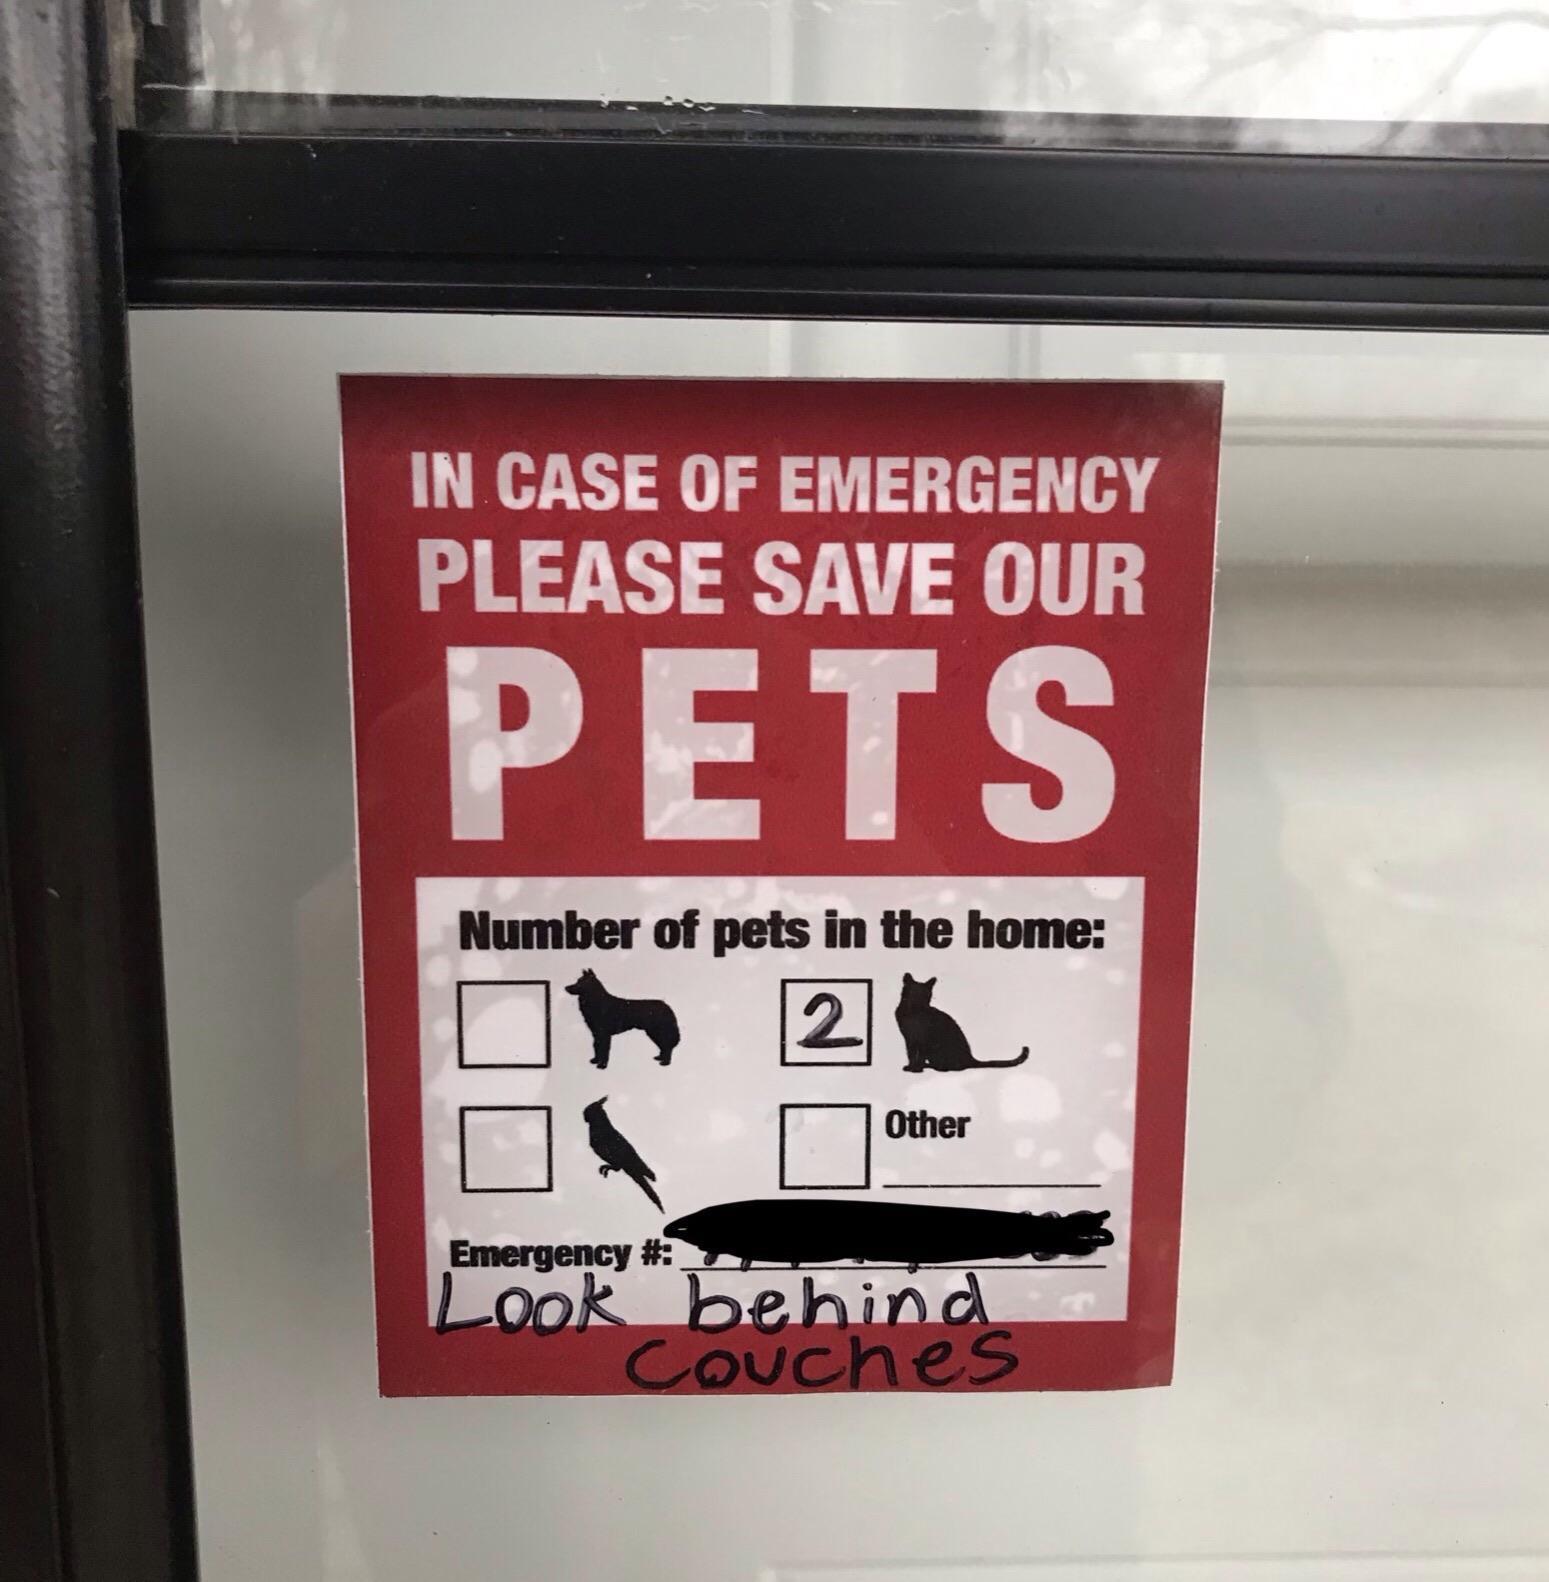 IN CASE OF EMERGENCY
PLEASE SAVE OUR
PETS
Number of pets in the home:
2
Other
Emergency #:
Look behind
couches